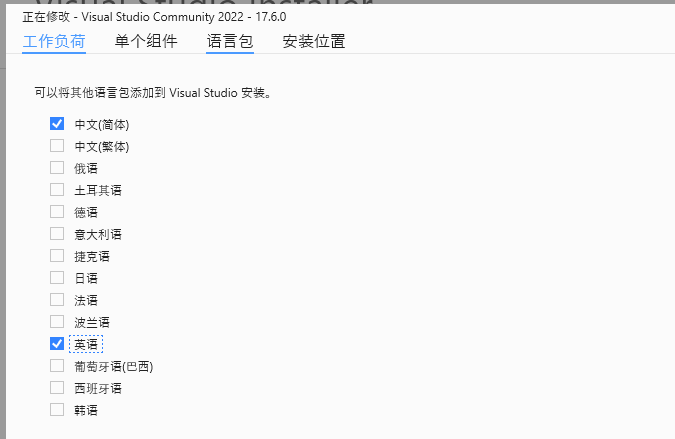 Visual Studio Installer
正在修改 - Visual Studio Community 2022 - 17.6.0
工作负荷 单个组件 语言包 安装位置
可以将其他语言包添加到 Visual Studio 安装。
中文(简体)
中文(繁体)
俄语
土耳其语
德语
意大利语
捷克语
日语
法语
波兰语
英语
葡萄牙语(巴西)
西班牙语
韩语